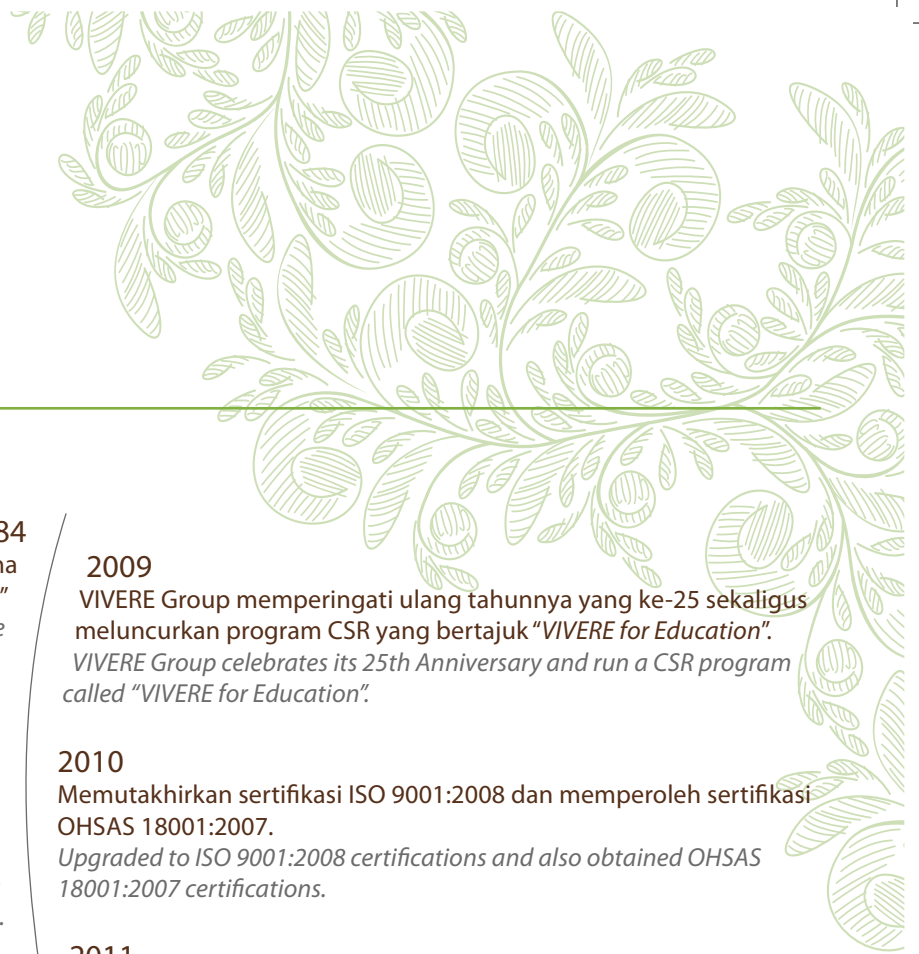 84
na
”
e
.
2009
VIVERE Group memperingati ulang tahunnya yang ke-25 sekaligus
meluncurkan program CSR yang bertajuk “VIVERE for Education”.
VIVERE Group celebrates its 25th Anniversary and run a CSR program
called “VIVERE for Education”.
2010
Memutakhirkan sertifikasi ISO 9001:2008 dan memperoleh sertifikasi
OHSAS 18001:2007.
Upgraded to ISO 9001:2008 certifications and also obtained OHSAS
18001:2007 certifications.
2011